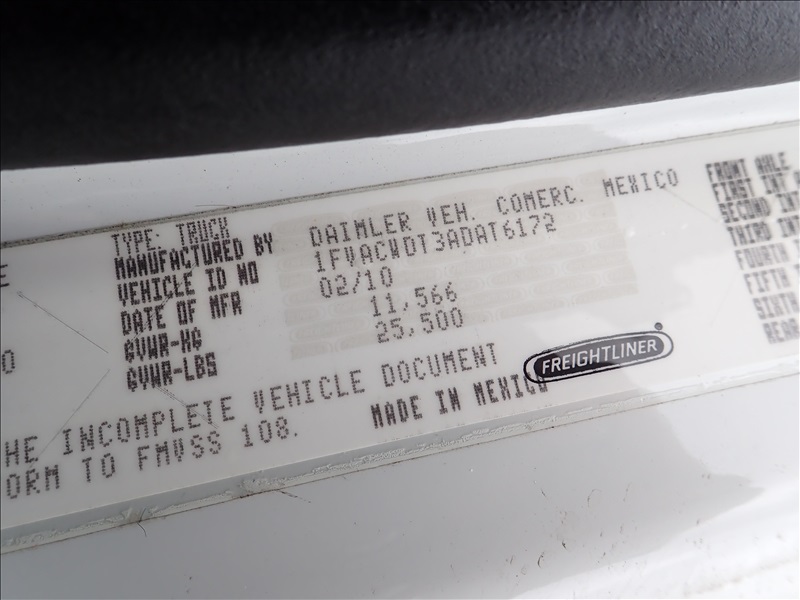 TYPE: TRUCK
MANUFACTURED BY DAIMLER VEH. COMERC. MEXICO
VEHICLE ID NO 1FVACWDT3ADAT6172
DATE OF MFR 02/10
GVWR-KG 11,566
GVWR-LBS 25,500
HE INCOMPLETE VEHICLE DOCUMENT
ORM TO FMVSS 108.
MADE IN MEXICO
FREIGHTLINER
FRONT AXLE
FIRST INT
SECOND INT
THIRD INT
FOURTH
FIFTH
SIXTH
REAR